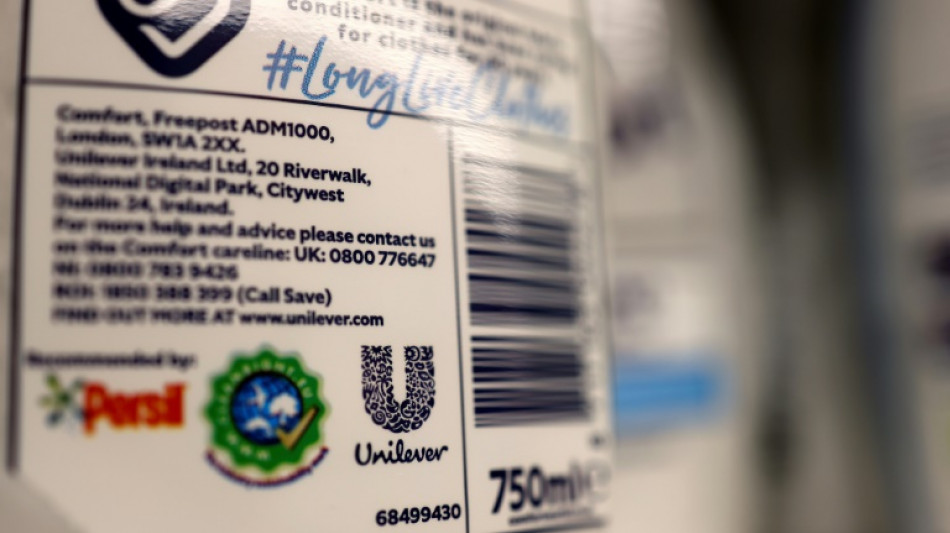 conditioner and
for clothes
#LongLiveClothes
Comfort, Freepost ADM1000,
London, SW1A 2XX.
Unilever Ireland Ltd, 20 Riverwalk,
National Digital Park, Citywest
Dublin 24, Ireland.
For more help and advice please contact us
on the Comfort careline: UK: 0800 776647
NI: 0800 783 9426
ROI: 1850 388 399 (Call Save)
FIND OUT MORE AT www.unilever.com
Recommended by:
Persil
Unilever
68499430
750ml